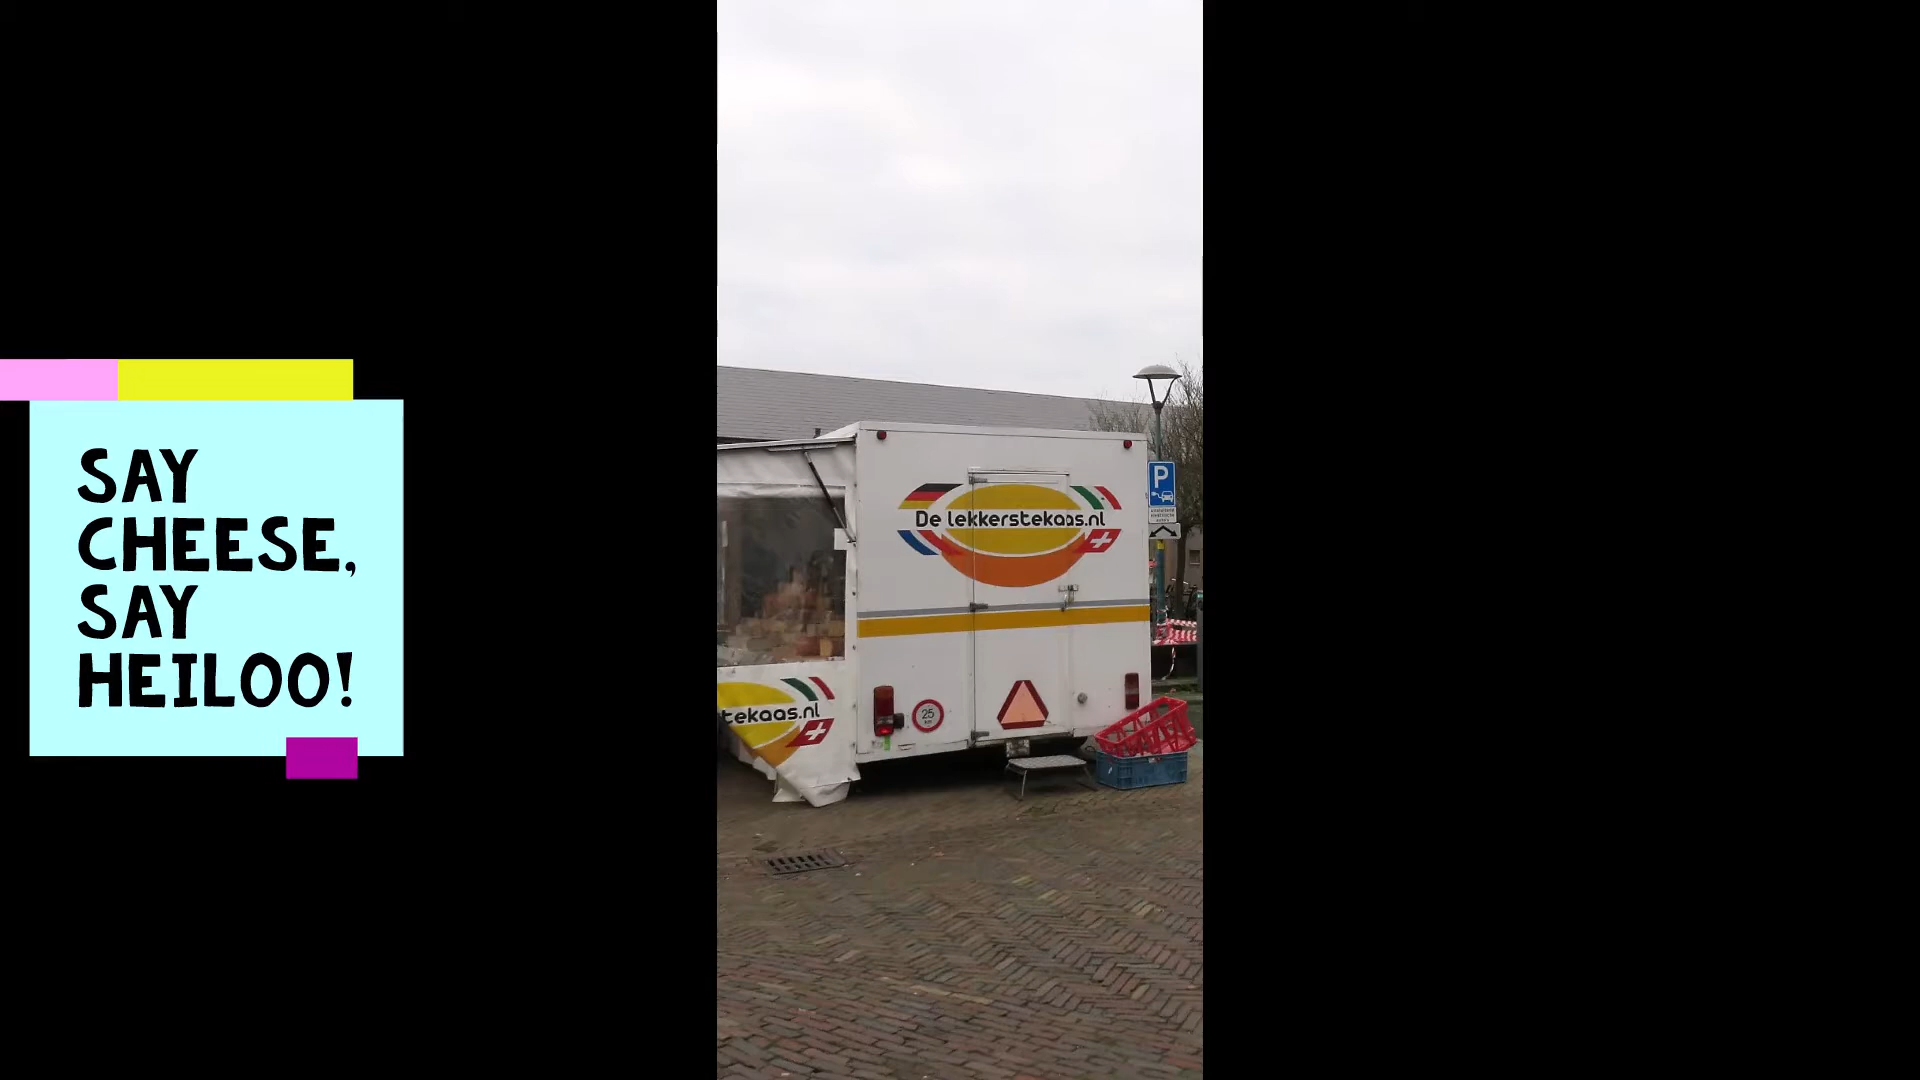 SAY
CHEESE,
SAY
HEILOO!
De lekkerstekaas.nl
tekaas.nl
25
P